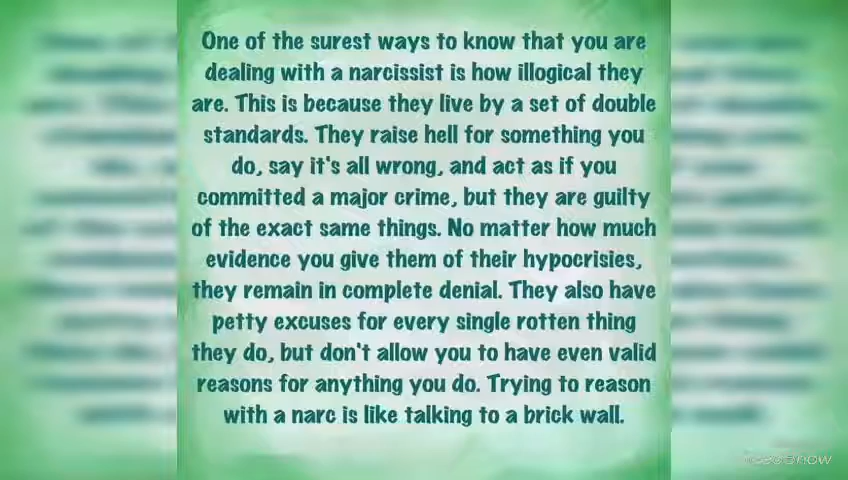 One of the surest ways to know that you are
dealing with a narcissist is how illogical they
are. This is because they live by a set of double
standards. They raise hell for something you
do, say it's all wrong, and act as if you
committed a major crime, but they are guilty
of the exact same things. No matter how much
evidence you give them of their hypocrisies,
they remain in complete denial. They also have
petty excuses for every single rotten thing
they do, but don't allow you to have even valid
reasons for anything you do. Trying to reason
with a narc is like talking to a brick wall.